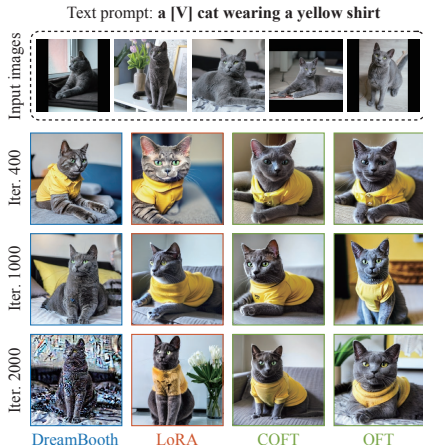 Text prompt: a [V] cat wearing a yellow shirt
Input images
Iter. 400
Iter. 1000
Iter. 2000
DreamBooth LoRA COFT OFT